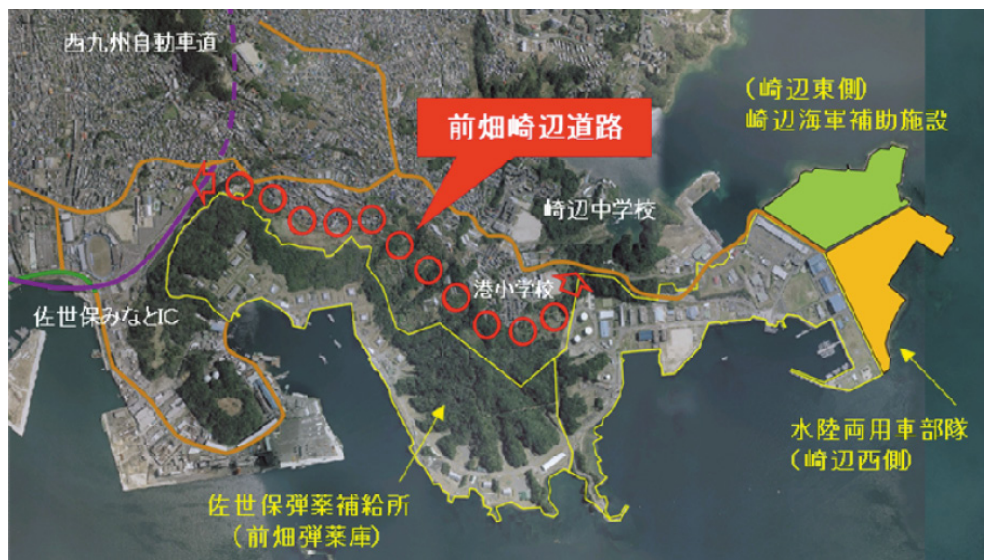 西九州自動車道
(崎辺東側)
崎辺海軍補助施設
前畑崎辺道路
崎辺中学校
港小学校
佐世保みなとIC
水陸両用車部隊
(崎辺西側)
佐世保弾薬補給所
(前畑弾薬庫)